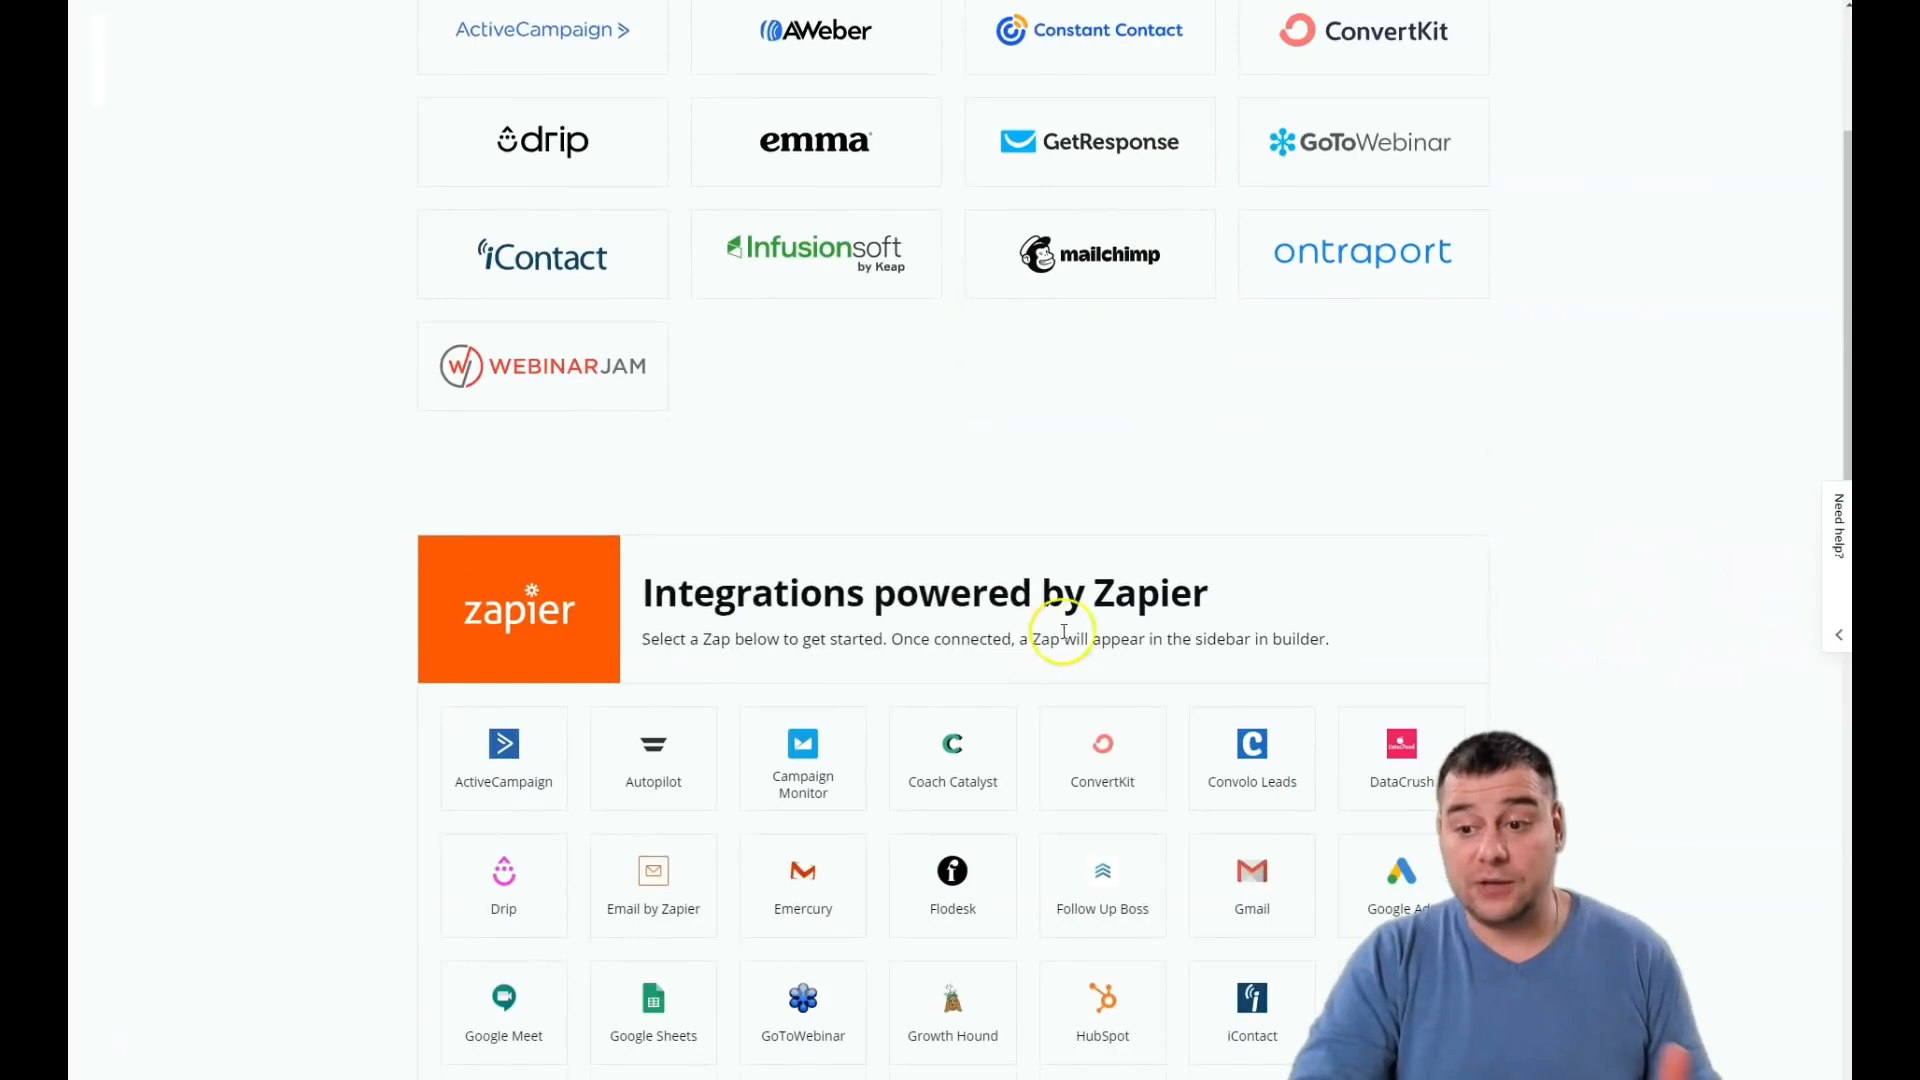 ActiveCampaign >
AWeber
Constant Contact
ConvertKit
drip
emma
GetResponse
GoToWebinar
iContact
Infusionsoft
by Keap
mailchimp
ontraport
W WEBINARJAM
Need help?
zapier
Integrations powered by Zapier
Select a Zap below to get started. Once connected, a Zap will appear in the sidebar in builder.
ActiveCampaign
Autopilot
Campaign
Monitor
Coach Catalyst
ConvertKit
Convolo Leads
DataCrush
Drip
Email by Zapier
Emercury
Flodesk
Follow Up Boss
Gmail
Google Ad
Google Meet
Google Sheets
GoToWebinar
Growth Hound
HubSpot
iContact